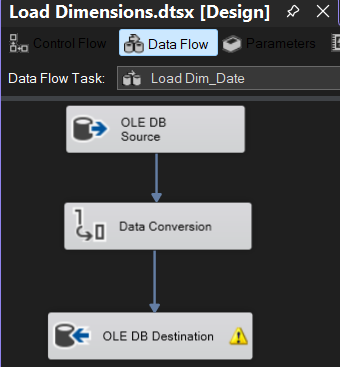 Load Dimensions.dtsx [Design]
Control Flow Data Flow Parameters
Data Flow Task: Load Dim_Date
OLE DB
Source
Data Conversion
OLE DB Destination